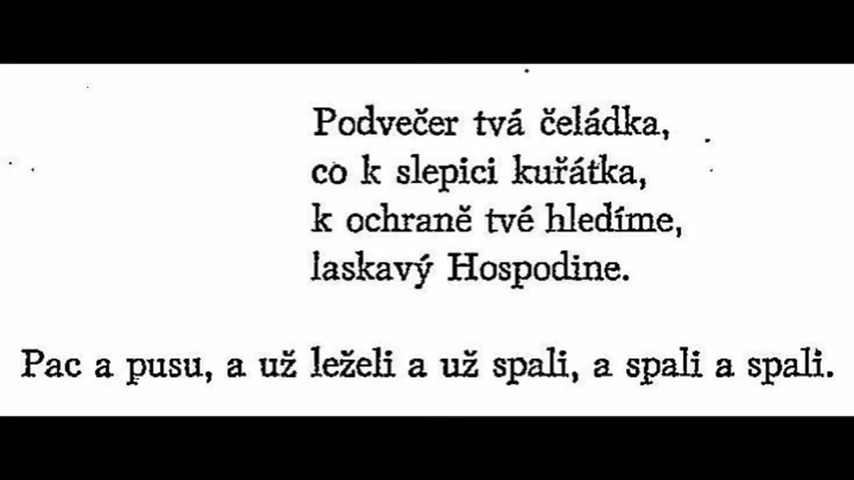 Podvečer tvá čeládka,
co k slepici kuřátka,
k ochraně tvé hledíme,
laskavý Hospodine.
Pac a pusu, a už leželi a už spali, a spali a spali.